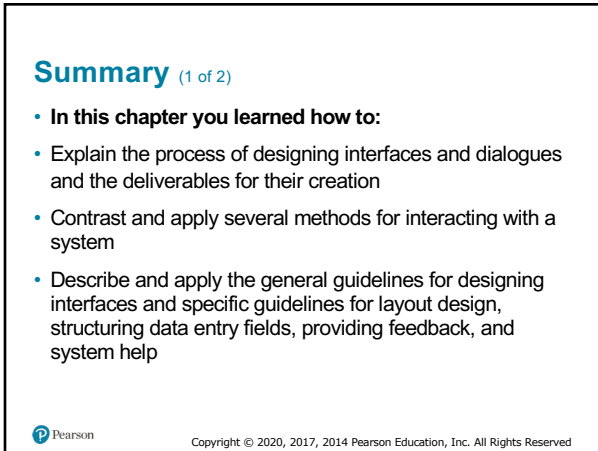 Summary (1 of 2)
• In this chapter you learned how to:
• Explain the process of designing interfaces and dialogues
and the deliverables for their creation
• Contrast and apply several methods for interacting with a
system
• Describe and apply the general guidelines for designing
interfaces and specific guidelines for layout design,
structuring data entry fields, providing feedback, and
system help
P Pearson
Copyright © 2020, 2017, 2014 Pearson Education, Inc. All Rights Reserved